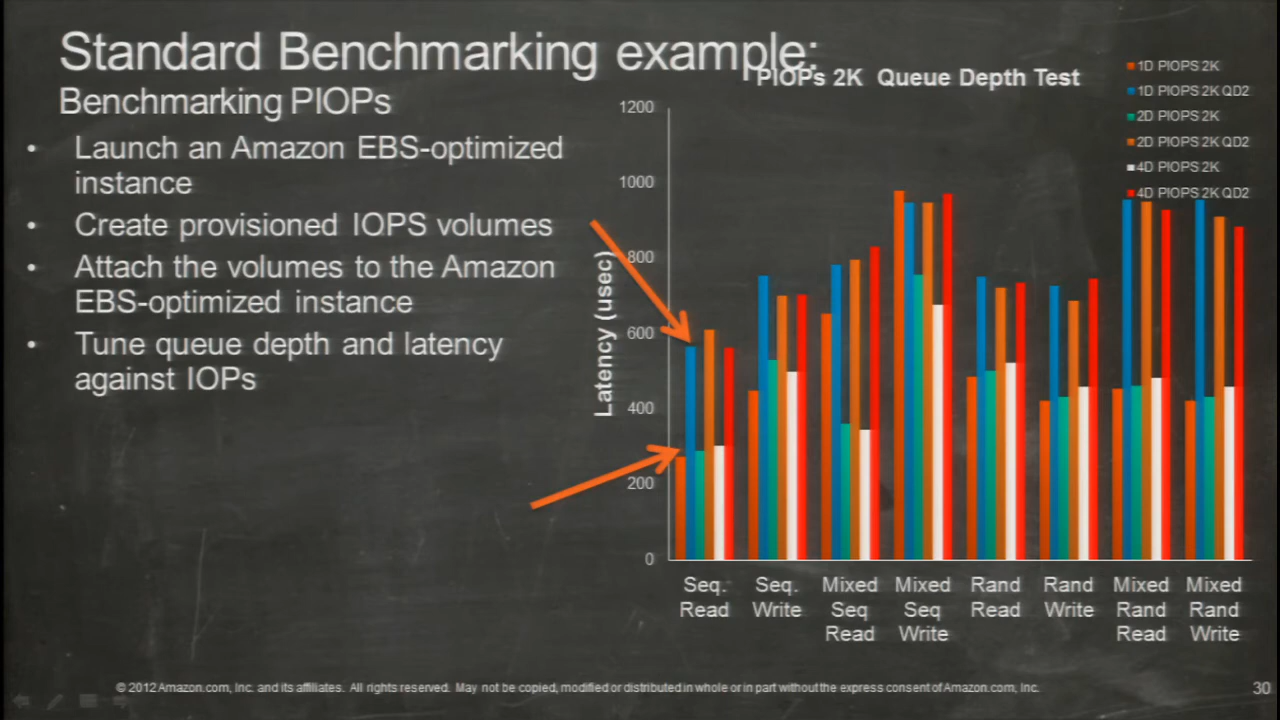 Standard Benchmarking example:
Benchmarking PIOPs
• Launch an Amazon EBS-optimized
instance
• Create provisioned IOPS volumes
• Attach the volumes to the Amazon
EBS-optimized instance
• Tune queue depth and latency
against IOPs
PIOPs 2K Queue Depth Test
1D PIOPS 2K
1D PIOPS 2K QD2
2D PIOPS 2K
2D PIOPS 2K QD2
4D PIOPS 2K
4D PIOPS 2K QD2
Latency (usec)
1200
1000
800
600
400
200
0
Seq.
Read
Seq.
Write
Mixed
Seq
Read
Mixed
Seq
Write
Rand
Read
Rand
Write
Mixed
Rand
Read
Mixed
Rand
Write
© 2012 Amazon.com, Inc. and its affiliates. All rights reserved. May not be copied, modified or distributed in whole or in part without the express consent of Amazon.com, Inc.
30